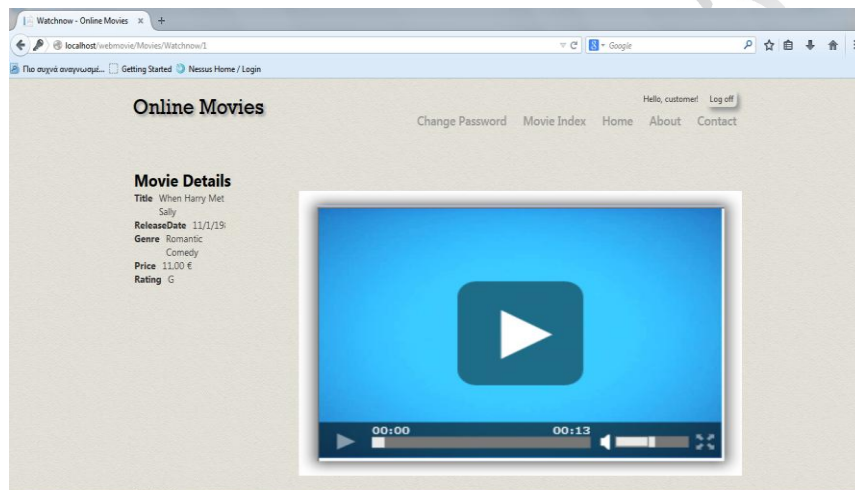 Watchnow - Online Movies
localhost/webmovie/Movies/Watchnow/1
Google
Πιο συχνά αναγνωσμέ... Getting Started Nessus Home / Login
Hello, customer! Log off
Online Movies
Change Password Movie Index Home About Contact
Movie Details
Title When Harry Met
Sally
ReleaseDate 11/1/19
Genre Romantic
Comedy
Price 11,00 €
Rating G
00:00 00:13